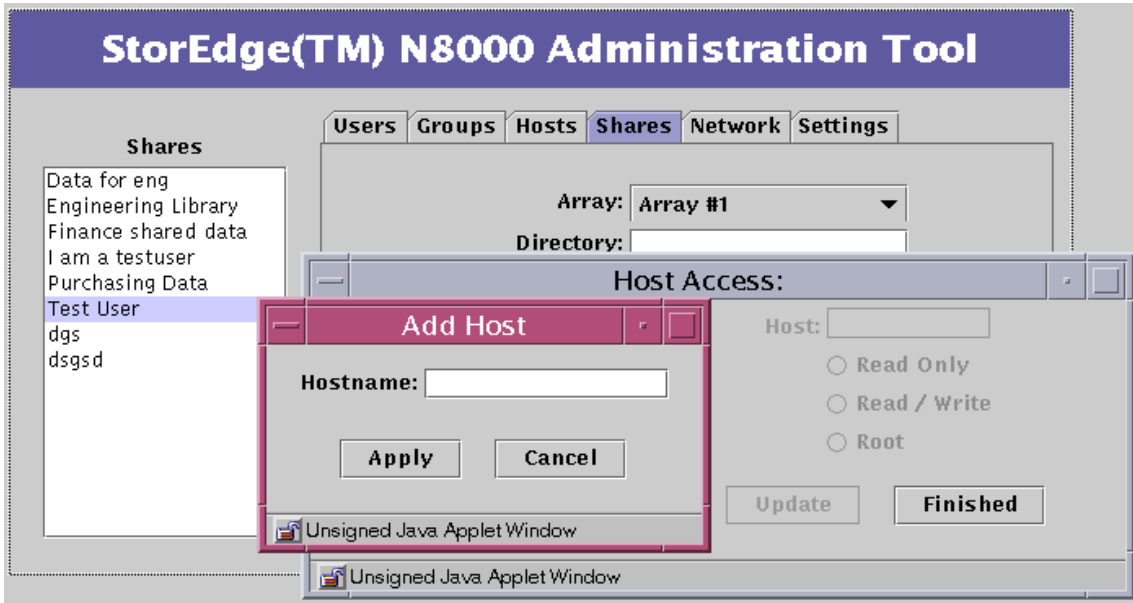 StorEdge(TM) N8000 Administration Tool
Users Groups Hosts Shares Network Settings
Shares
Data for eng
Engineering Library
Finance shared data
I am a testuser
Purchasing Data
Test User
dgs
dsgsd
Array: Array #1
Directory:
Host Access:
Host:
Read Only
Read / Write
Root
Update Finished
Unsigned Java Applet Window
Add Host
Hostname:
Apply Cancel
Unsigned Java Applet Window